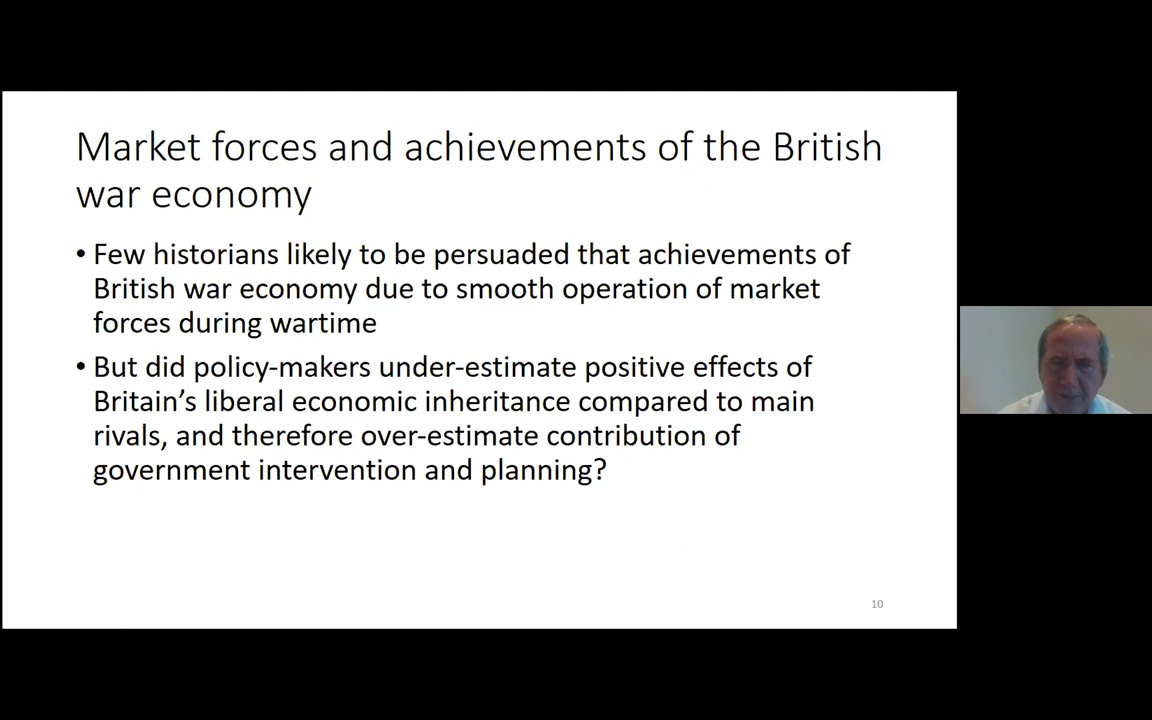 Market forces and achievements of the British
war economy
• Few historians likely to be persuaded that achievements of
British war economy due to smooth operation of market
forces during wartime
• But did policy-makers under-estimate positive effects of
Britain’s liberal economic inheritance compared to main
rivals, and therefore over-estimate contribution of
government intervention and planning?
10